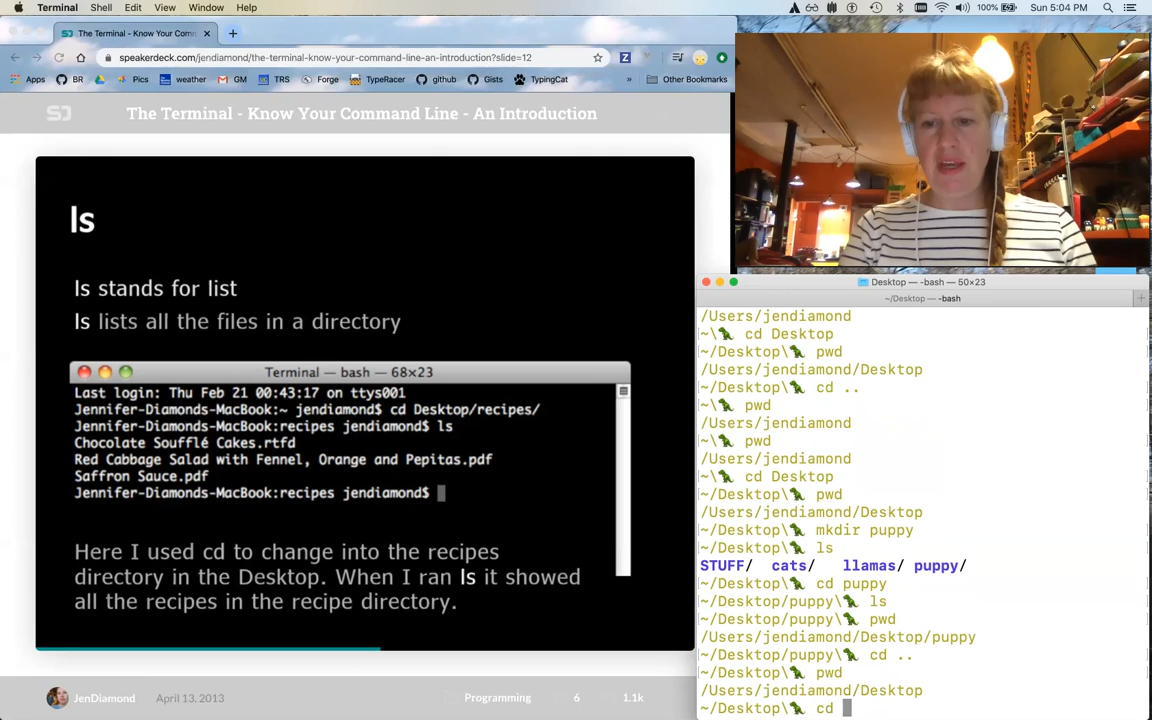 Terminal Shell Edit View Window Help 100% Sun 5:04 PM
The Terminal - Know Your Comm
speakerdeck.com/jendiamond/the-terminal-know-your-command-line-an-introduction?slide=12
Apps BR Pics weather GM TRS Forge TypeRacer github Gists TypingCat » Other Bookmarks
The Terminal - Know Your Command Line - An Introduction
ls
ls stands for list
ls lists all the files in a directory
Terminal — bash — 68×23
Last login: Thu Feb 21 00:43:17 on ttys001
Jennifer-Diamonds-MacBook:~ jendiamond$ cd Desktop/recipes/
Jennifer-Diamonds-MacBook:recipes jendiamond$ ls
Chocolate Soufflé Cakes.rtfd
Red Cabbage Salad with Fennel, Orange and Pepitas.pdf
Saffron Sauce.pdf
Jennifer-Diamonds-MacBook:recipes jendiamond$
Here I used cd to change into the recipes
directory in the Desktop. When I ran ls it showed
all the recipes in the recipe directory.
JenDiamond April 13, 2013 Programming 6 1.1k
Desktop — -bash — 50×23
~/Desktop — -bash
/Users/jendiamond
~\🦖 cd Desktop
~/Desktop\🦖 pwd
/Users/jendiamond/Desktop
~/Desktop\🦖 cd ..
~\🦖 pwd
/Users/jendiamond
~\🦖 pwd
/Users/jendiamond
~\🦖 cd Desktop
~/Desktop\🦖 pwd
/Users/jendiamond/Desktop
~/Desktop\🦖 mkdir puppy
~/Desktop\🦖 ls
STUFF/ cats/ llamas/ puppy/
~/Desktop\🦖 cd puppy
~/Desktop/puppy\🦖 ls
~/Desktop/puppy\🦖 pwd
/Users/jendiamond/Desktop/puppy
~/Desktop/puppy\🦖 cd ..
~/Desktop\🦖 pwd
/Users/jendiamond/Desktop
~/Desktop\🦖 cd